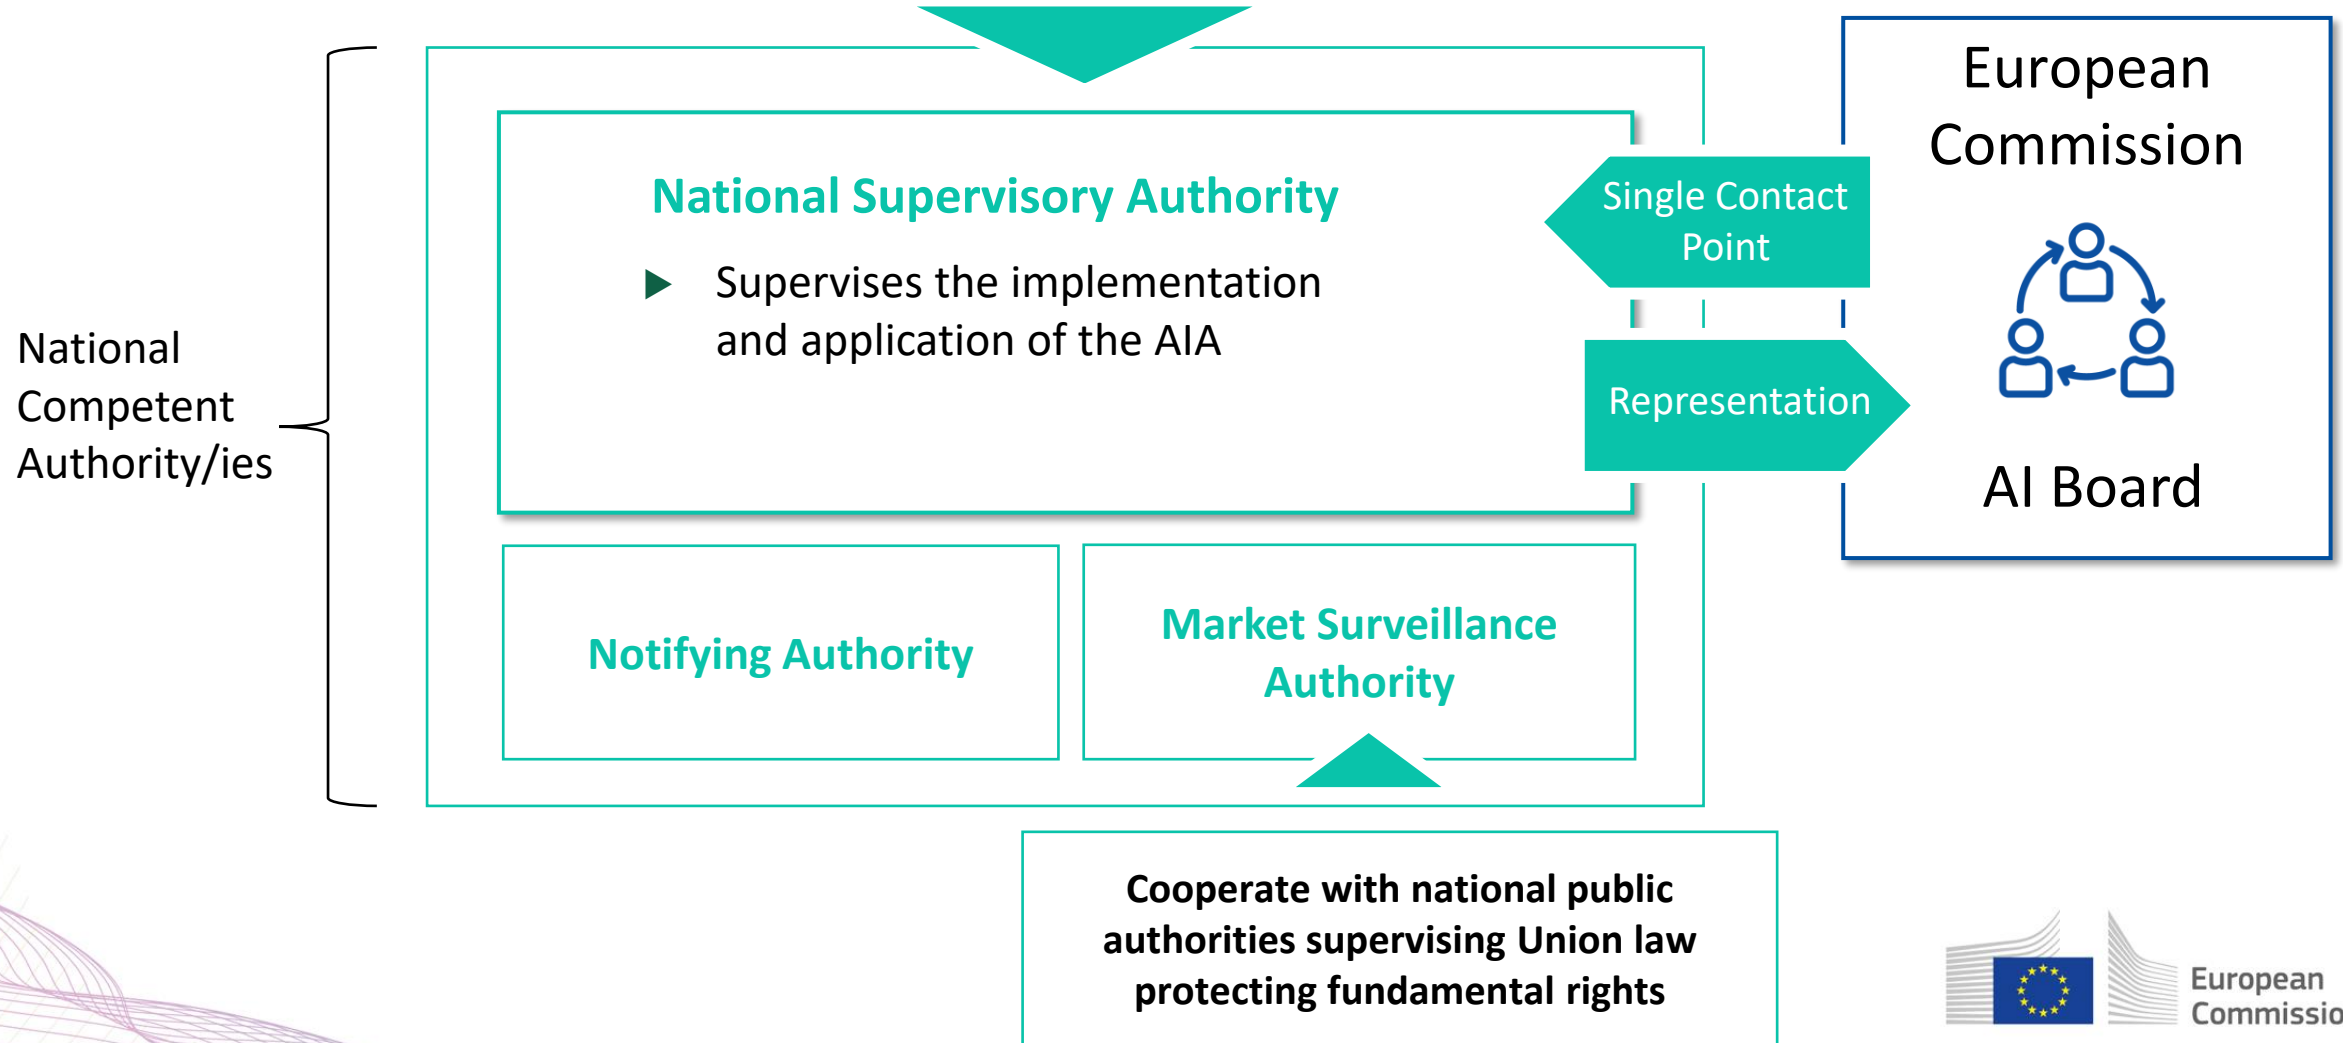 National
Competent
Authority/ies
National Supervisory Authority
Supervises the implementation
and application of the AIA
Single Contact
Point
Representation
European
Commission
AI Board
Notifying Authority
Market Surveillance
Authority
Cooperate with national public
authorities supervising Union law
protecting fundamental rights
European
Commissio